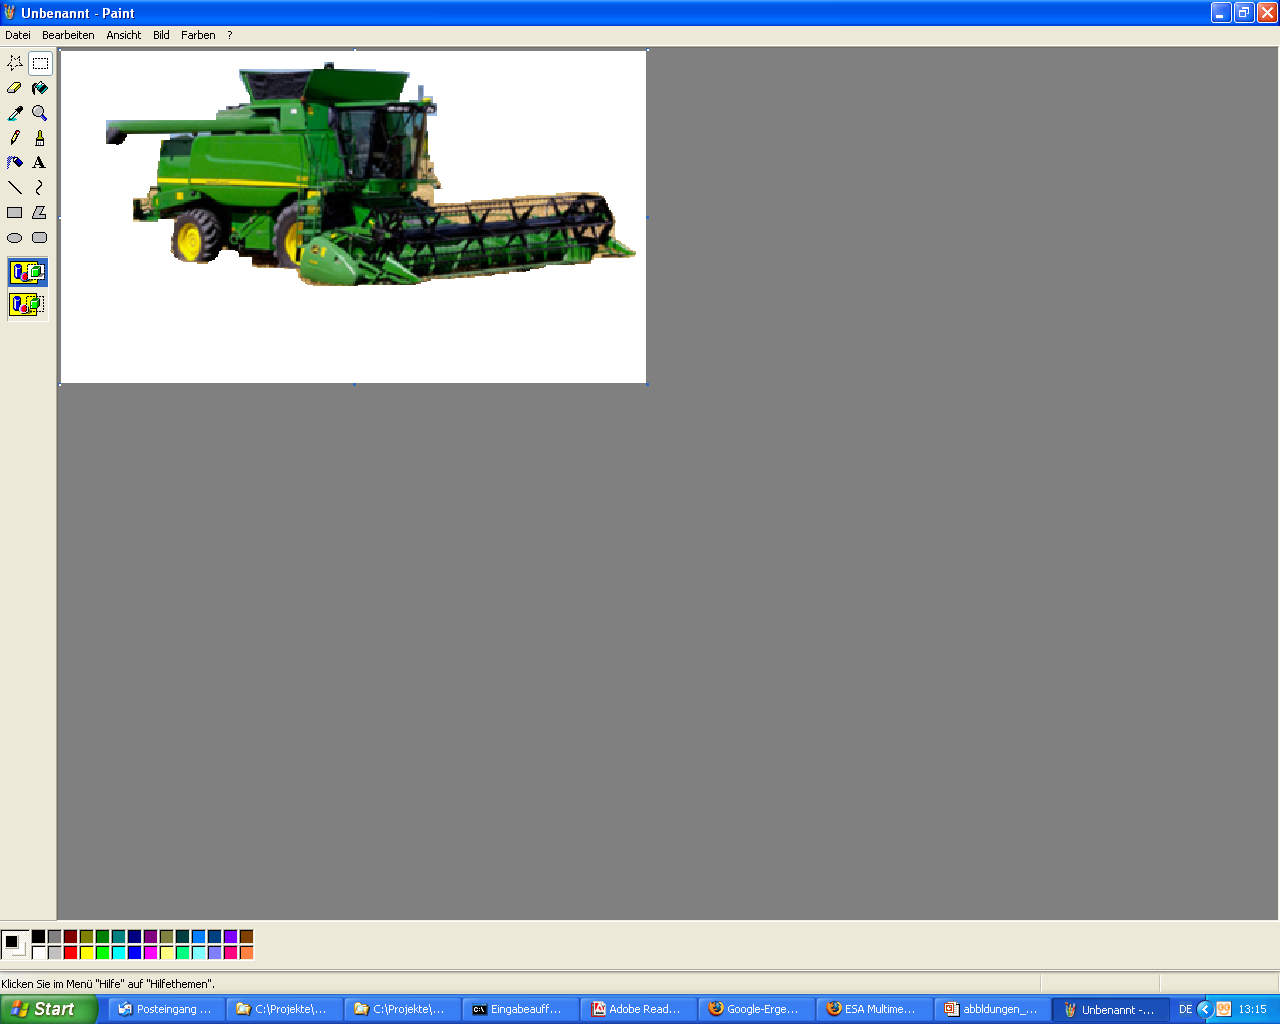 Unbenannt - Paint
Datei Bearbeiten Ansicht Bild Farben ?
A
Klicken Sie im Menü "Hilfe" auf "Hilfethemen".
Start
Posteingang ...
C:\Projekte\...
C:\Projekte\...
Eingabeauff...
Adobe Read...
Google-Erge...
ESA Multime...
abbldungen_...
Unbenannt -...
DE
13:15